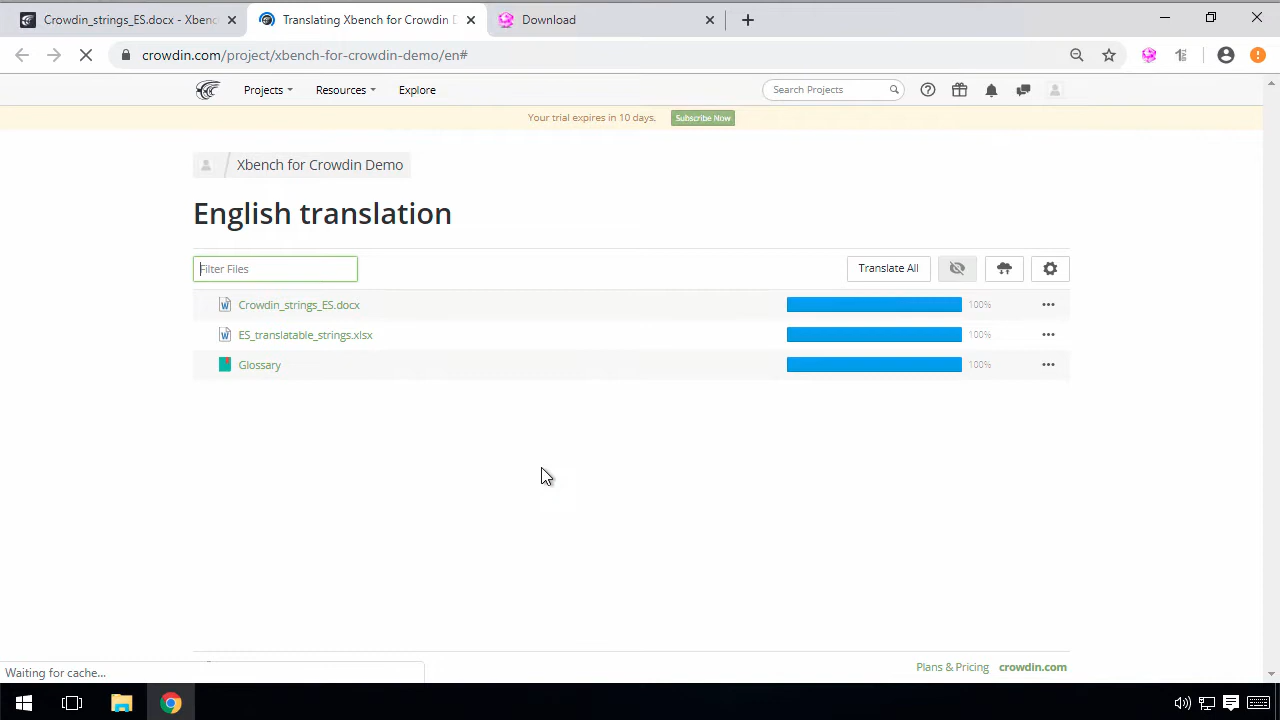 Crowdin_strings_ES.docx - Xbenc
Translating Xbench for Crowdin D
Download
crowdin.com/project/xbench-for-crowdin-demo/en#
Projects
Resources
Explore
Search Projects
Your trial expires in 10 days.
Subscribe Now
Xbench for Crowdin Demo
English translation
Filter Files
Translate All
Crowdin_strings_ES.docx
100%
ES_translatable_strings.xlsx
100%
Glossary
100%
Waiting for cache...
Plans & Pricing
crowdin.com